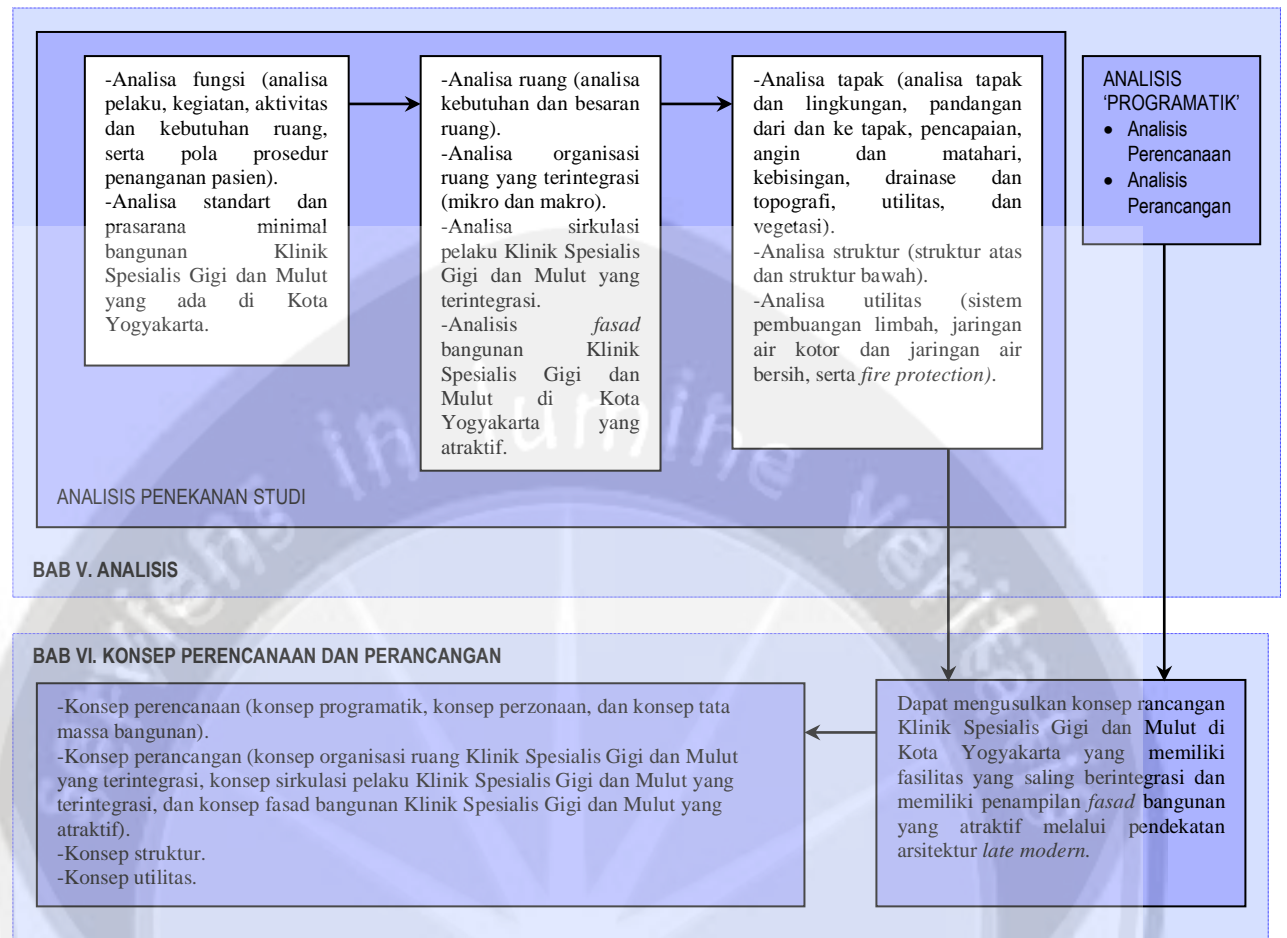 -Analisa fungsi (analisa
pelaku, kegiatan, aktivitas
dan kebutuhan ruang,
serta pola prosedur
penanganan pasien).
-Analisa standart dan
prasarana minimal
bangunan Klinik
Spesialis Gigi dan Mulut
yang ada di Kota
Yogyakarta.
-Analisa ruang (analisa
kebutuhan dan besaran
ruang).
-Analisa organisasi
ruang yang terintegrasi
(mikro dan makro).
-Analisa sirkulasi
pelaku Klinik Spesialis
Gigi dan Mulut yang
terintegrasi.
-Analisis fasad
bangunan Klinik
Spesialis Gigi dan
Mulut di Kota
Yogyakarta yang
atraktif.
-Analisa tapak (analisa tapak
dan lingkungan, pandangan
dari dan ke tapak, pencapaian,
angin dan matahari,
kebisingan, drainase dan
topografi, utilitas, dan
vegetasi).
-Analisa struktur (struktur atas
dan struktur bawah).
-Analisa utilitas (sistem
pembuangan limbah, jaringan
air kotor dan jaringan air
bersih, serta fire protection).
ANALISIS
‘PROGRAMATIK’
• Analisis
Perencanaan
• Analisis
Perancangan
ANALISIS PENEKANAN STUDI
BAB V. ANALISIS
BAB VI. KONSEP PERENCANAAN DAN PERANCANGAN
-Konsep perencanaan (konsep programatik, konsep perzonaan, dan konsep tata
massa bangunan).
-Konsep perancangan (konsep organisasi ruang Klinik Spesialis Gigi dan Mulut
yang terintegrasi, konsep sirkulasi pelaku Klinik Spesialis Gigi dan Mulut yang
terintegrasi, dan konsep fasad bangunan Klinik Spesialis Gigi dan Mulut yang
atraktif).
-Konsep struktur.
-Konsep utilitas.
Dapat mengusulkan konsep rancangan
Klinik Spesialis Gigi dan Mulut di
Kota Yogyakarta yang memiliki
fasilitas yang saling berintegrasi dan
memiliki penampilan fasad bangunan
yang atraktif melalui pendekatan
arsitektur late modern.
serviens in lumine veritatis